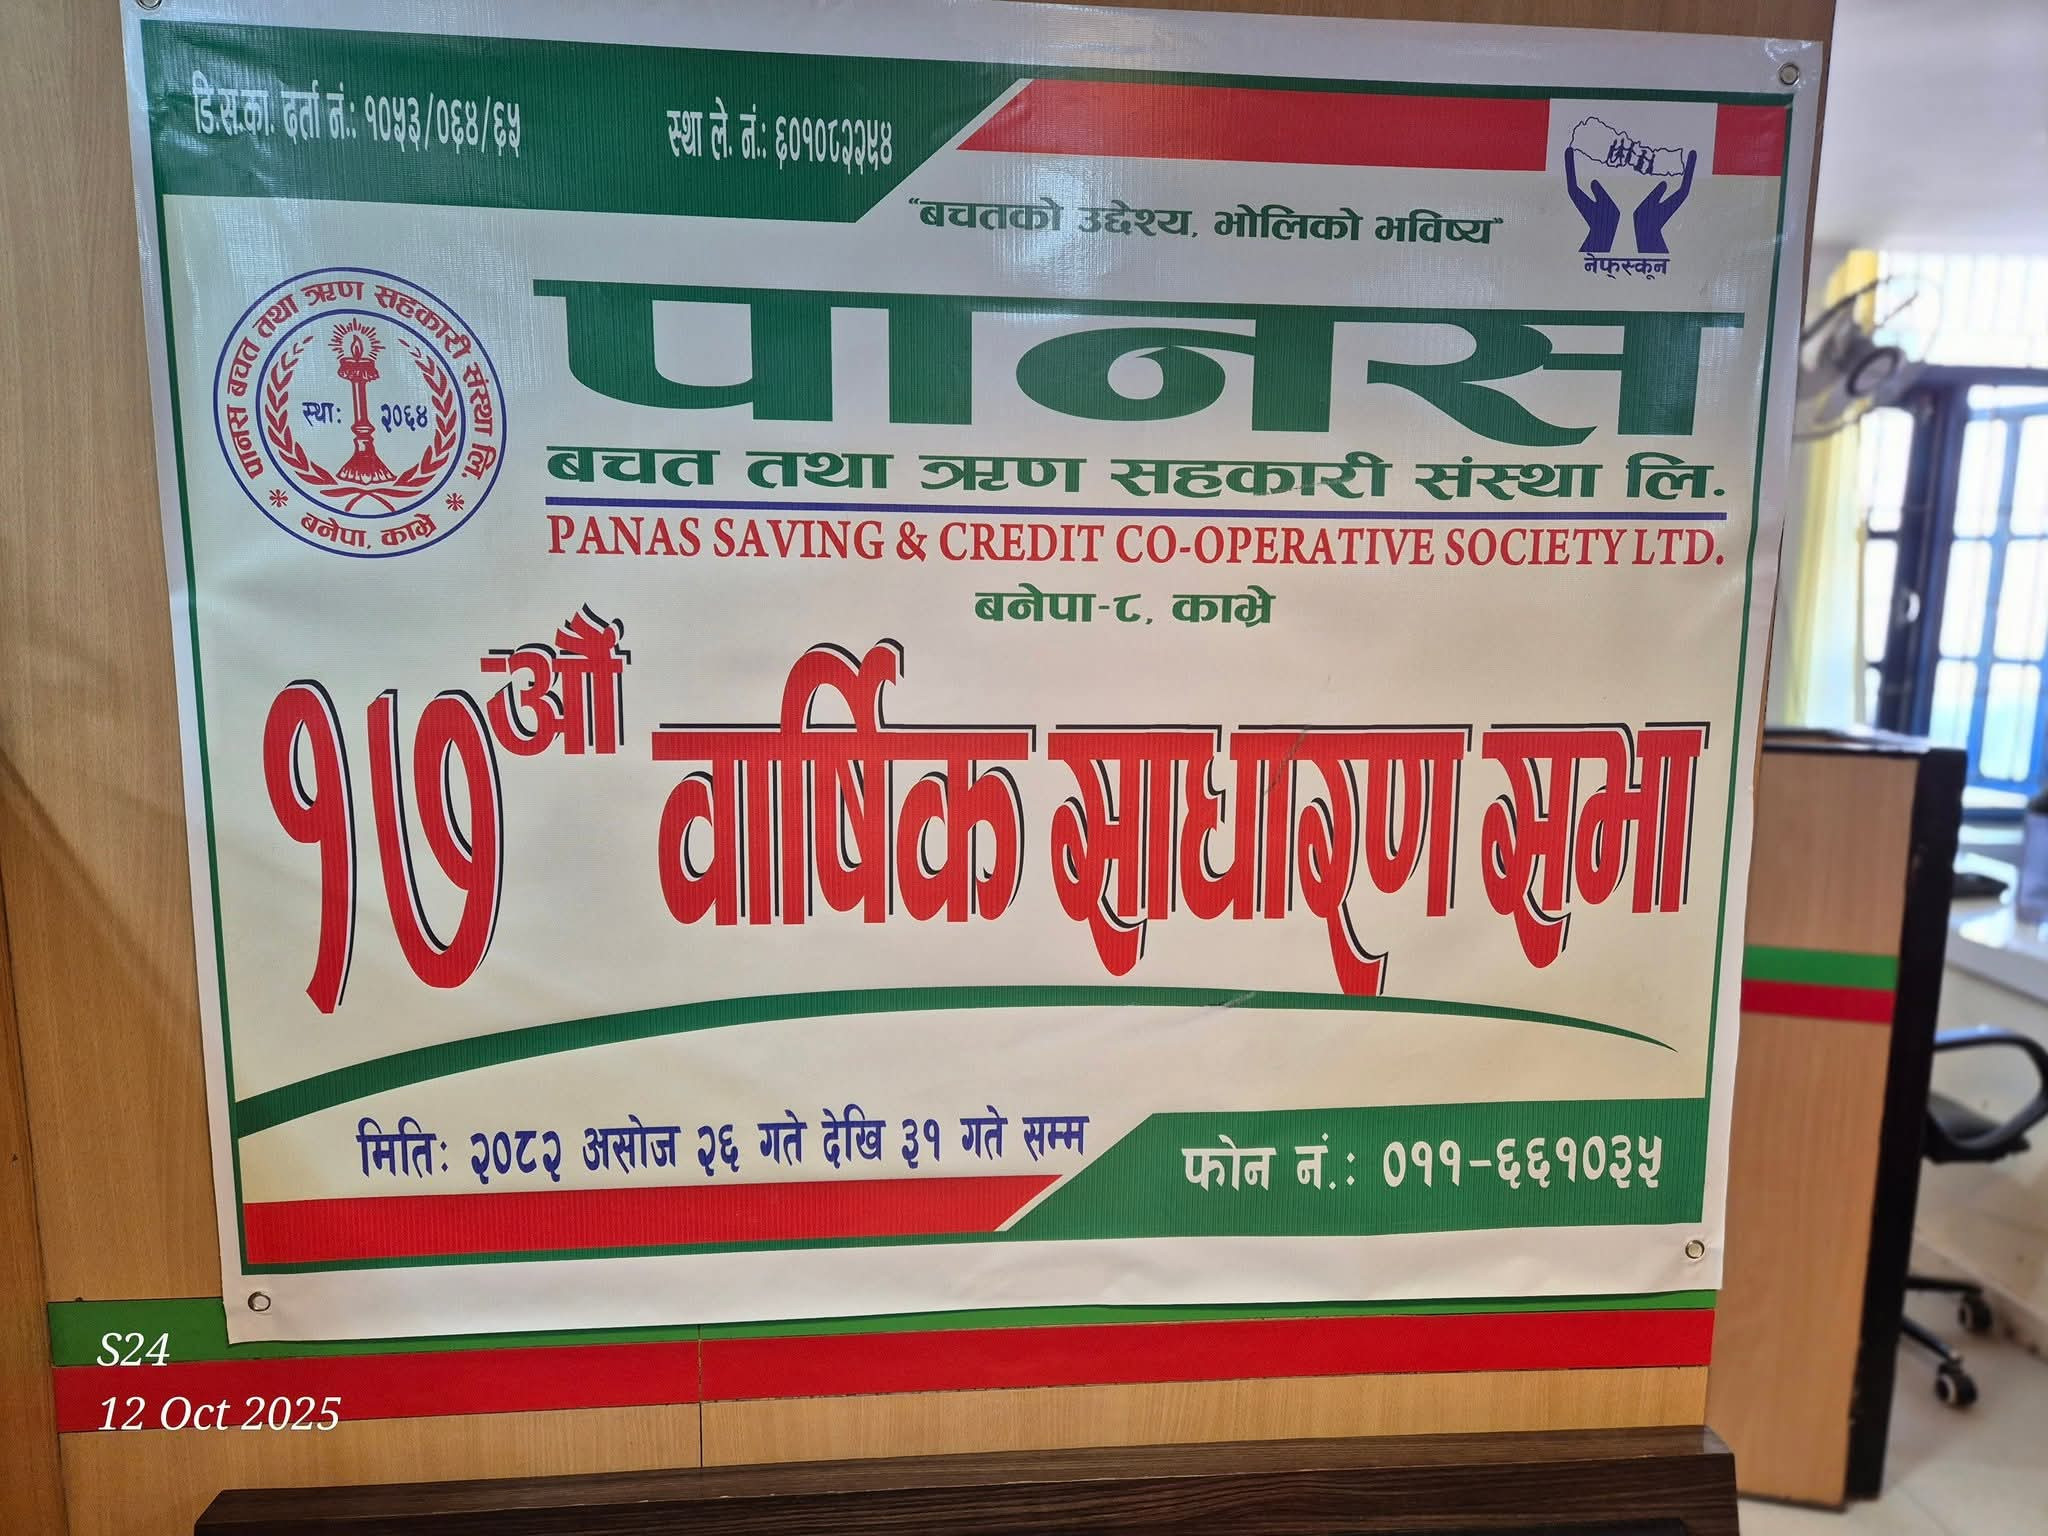 डि.स.का. दर्ता नं.: १०५३/०६४/६५
स्था ले. नं.: ६०१०८२२९४
"बचतको उद्देश्य, भोलिको भविष्य"
नेफ्स्कून
पानस बचत तथा ऋण सहकारी संस्था लि.
स्था: २०६४
बनेपा, काभ्रे
पानस
बचत तथा ऋण सहकारी संस्था लि.
PANAS SAVING & CREDIT CO-OPERATIVE SOCIETY LTD.
बनेपा-८, काभ्रे
१७औं वार्षिक साधारण सभा
मिति: २०८२ असोज २६ गते देखि ३१ गते सम्म
फोन नं.: ०११-६६१०३५
S24
12 Oct 2025